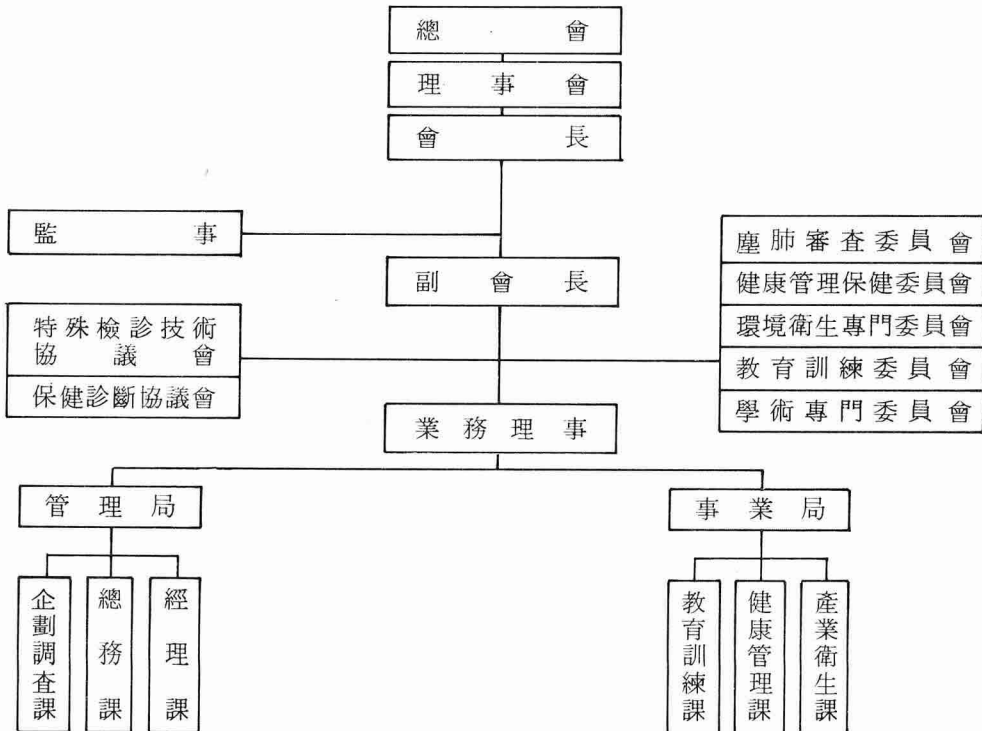 總會
理事會
會長
監事
副會長
塵肺審査委員會
健康管理保健委員會
環境衛生專門委員會
教育訓練委員會
學術專門委員會
特殊檢診技術
協議會
保健診斷協議會
業務理事
管理局
事業局
企劃調査課
總務課
經理課
教育訓練課
健康管理課
產業衛生課